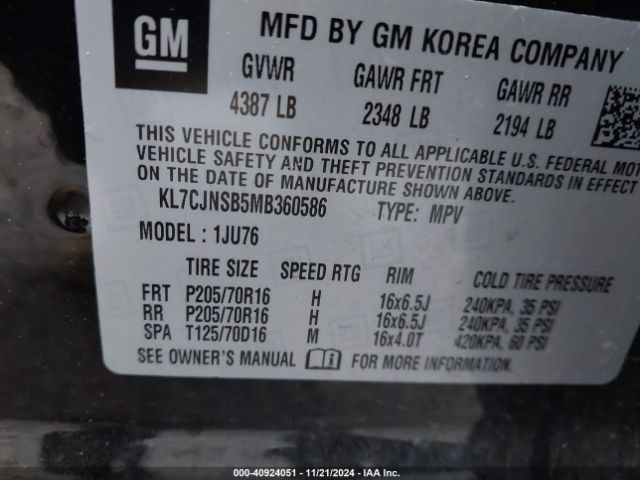 GM
MFD BY GM KOREA COMPANY
GVWR GAWR FRT GAWR RR
4387 LB 2348 LB 2194 LB
THIS VEHICLE CONFORMS TO ALL APPLICABLE U.S. FEDERAL MOT
VEHICLE SAFETY AND THEFT PREVENTION STANDARDS IN EFFECT
ON THE DATE OF MANUFACTURE SHOWN ABOVE.
KL7CJNSB5MB360586 TYPE: MPV
MODEL : 1JU76
TIRE SIZE SPEED RTG RIM COLD TIRE PRESSURE
FRT P205/70R16 H 16x6.5J 240KPA, 35 PSI
RR P205/70R16 H 16x6.5J 240KPA, 35 PSI
SPA T125/70D16 M 16x4.0T 420KPA, 60 PSI
SEE OWNER'S MANUAL i FOR MORE INFORMATION.
000-40924051 - 11/21/2024 - IAA Inc.